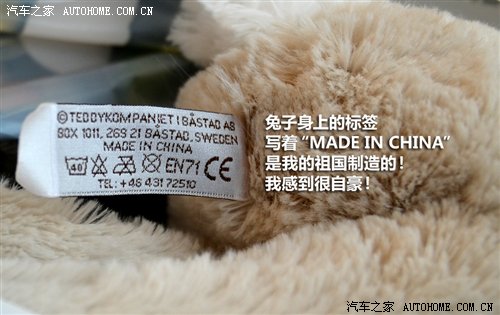 汽车之家 AUTOHOME.COM.CN
©TEDDYKOMPANIET I BÅSTAD AB
BOX 1011, 269 21 BÅSTAD, SWEDEN
MADE IN CHINA
40 EN71 CE
TEL: +46 431 72510
兔子身上的标签
写着“MADE IN CHINA”
是我的祖国制造的！
我感到很自豪！
汽车之家 AUTOHOME.COM.CN